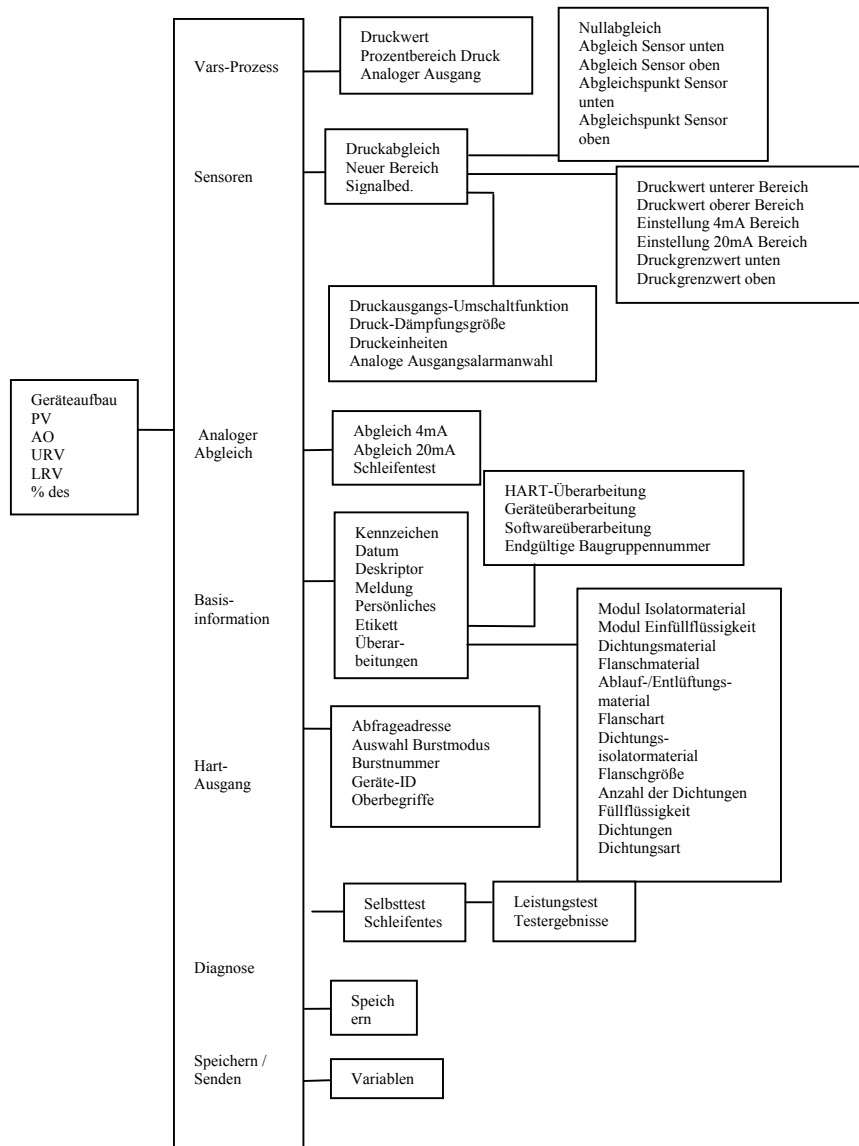 Geräteaufbau
PV
AO
URV
LRV
% des
Vars-Prozess
Druckwert
Prozentbereich Druck
Analoger Ausgang
Sensoren
Druckabgleich
Neuer Bereich
Signalbed.
Nullabgleich
Abgleich Sensor unten
Abgleich Sensor oben
Abgleichspunkt Sensor
unten
Abgleichspunkt Sensor
oben
Druckwert unterer Bereich
Druckwert oberer Bereich
Einstellung 4mA Bereich
Einstellung 20mA Bereich
Druckgrenzwert unten
Druckgrenzwert oben
Druckausgangs-Umschaltfunktion
Druck-Dämpfungsgröße
Druckeinheiten
Analoge Ausgangsalarmanwahl
Analoger
Abgleich
Abgleich 4mA
Abgleich 20mA
Schleifentest
Basis-
information
Kennzeichen
Datum
Deskriptor
Meldung
Persönliches
Etikett
Überar-
beitungen
HART-Überarbeitung
Geräteüberarbeitung
Softwareüberarbeitung
Endgültige Baugruppennummer
Modul Isolatormaterial
Modul Einfüllflüssigkeit
Dichtungsmaterial
Flanschmaterial
Ablauf-/Entlüftungs-
material
Flanschart
Dichtungs-
isolatormaterial
Flanschgröße
Anzahl der Dichtungen
Füllflüssigkeit
Dichtungen
Dichtungsart
Hart-
Ausgang
Abfrageadresse
Auswahl Burstmodus
Burstnummer
Geräte-ID
Oberbegriffe
Selbsttest
Schleifentes
Leistungstest
Testergebnisse
Diagnose
Speich
ern
Speichern /
Senden
Variablen